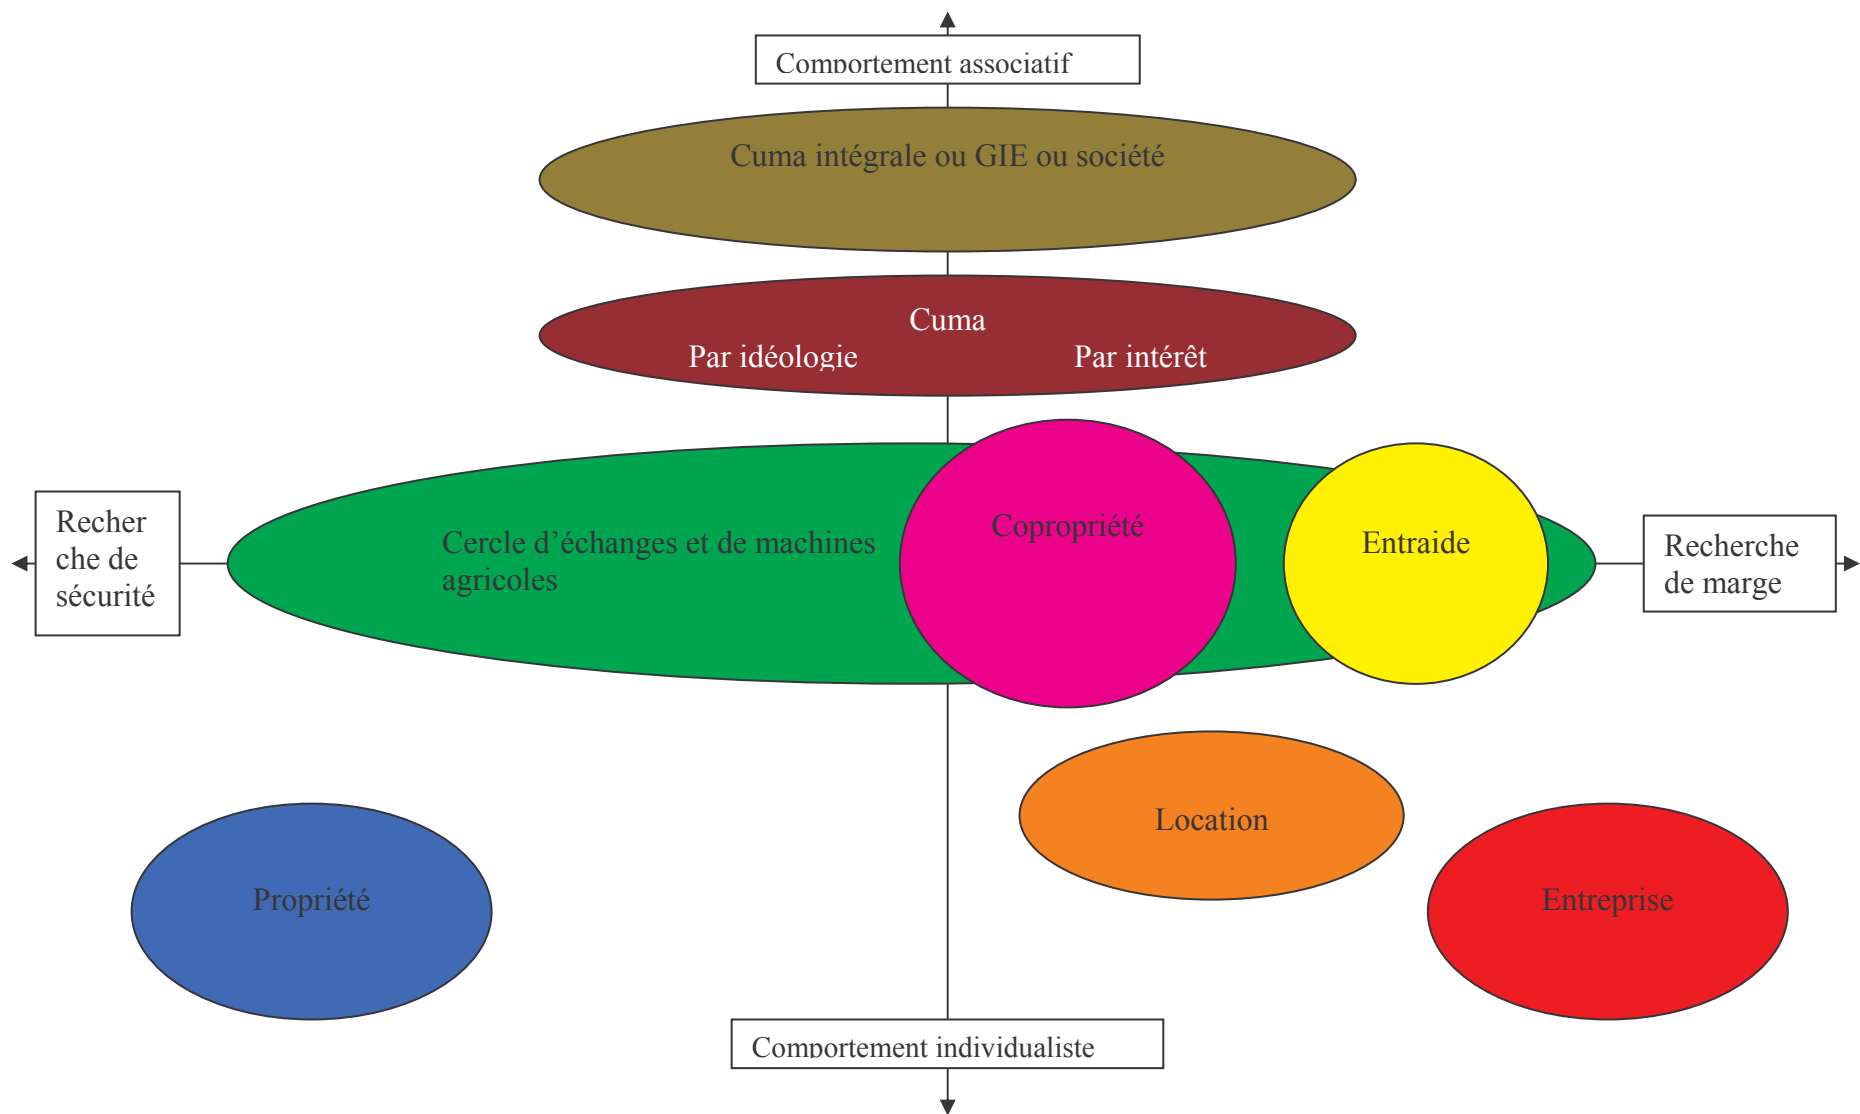 Comportement associatif
Cuma intégrale ou GIE ou société
Cuma
Par idéologie
Par intérêt
Recher
che de
sécurité
Cercle d’échanges et de machines
agricoles
Copropriété
Entraide
Recherche
de marge
Location
Propriété
Entreprise
Comportement individualiste